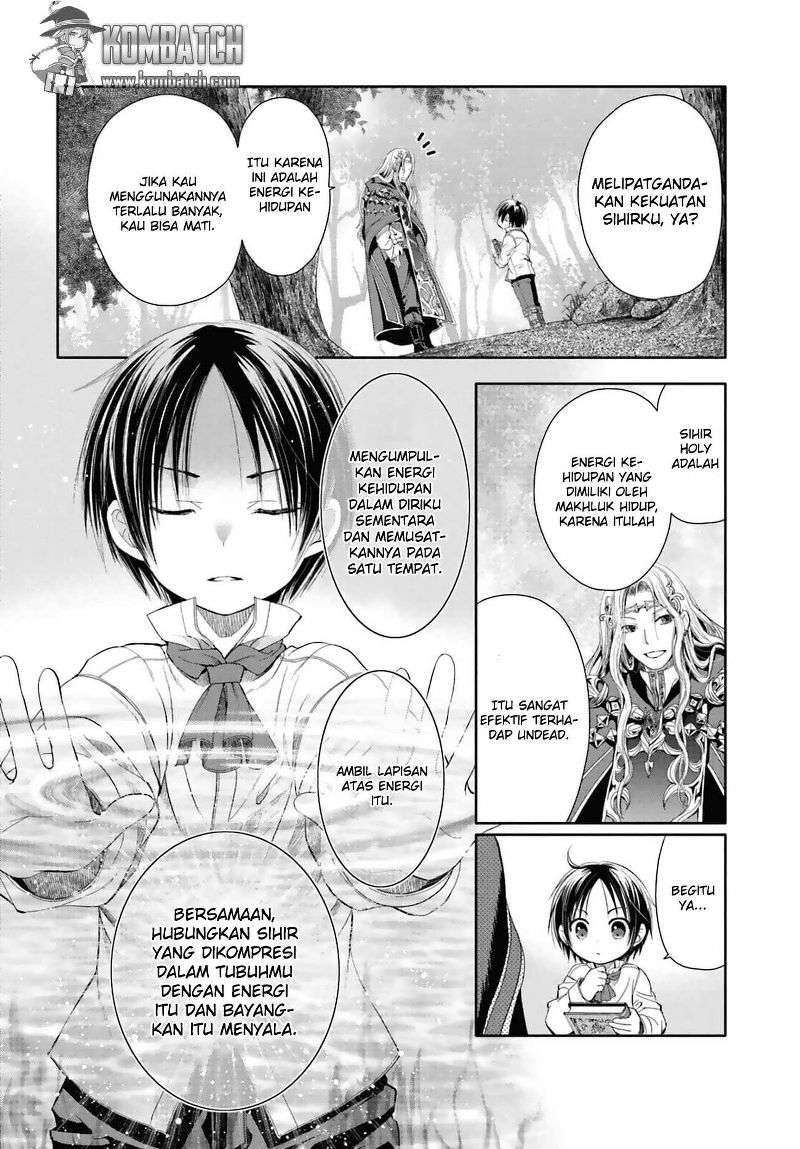 KOMBATCH
www.kombatch.com
MELIPATGANDA-
KAN KEKUATAN
SIHIRKU, YA?
ITU KARENA
INI ADALAH
ENERGI KE-
HIDUPAN
JIKA KAU
MENGGUNAKANNYA
TERLALU BANYAK,
KAU BISA MATI.
SIHIR
HOLY
ADALAH
ENERGI KE-
HIDUPAN YANG
DIMILIKI OLEH
MAKHLUK HIDUP,
KARENA ITULAH
ITU SANGAT
EFEKTIF TERHA-
DAP UNDEAD.
BEGITU
YA...
MENGUMPUL-
KAN ENERGI
KEHIDUPAN
DALAM DIRIKU
SEMENTARA
DAN MEMUSAT-
KANNYA PADA
SATU TEMPAT.
AMBIL LAPISAN
ATAS ENERGI
ITU.
BERSAMAAN,
HUBUNGKAN SIHIR
YANG DIKOMPRESI
DALAM TUBUHMU
DENGAN ENERGI
ITU DAN BAYANG-
KAN ITU MENYALA.